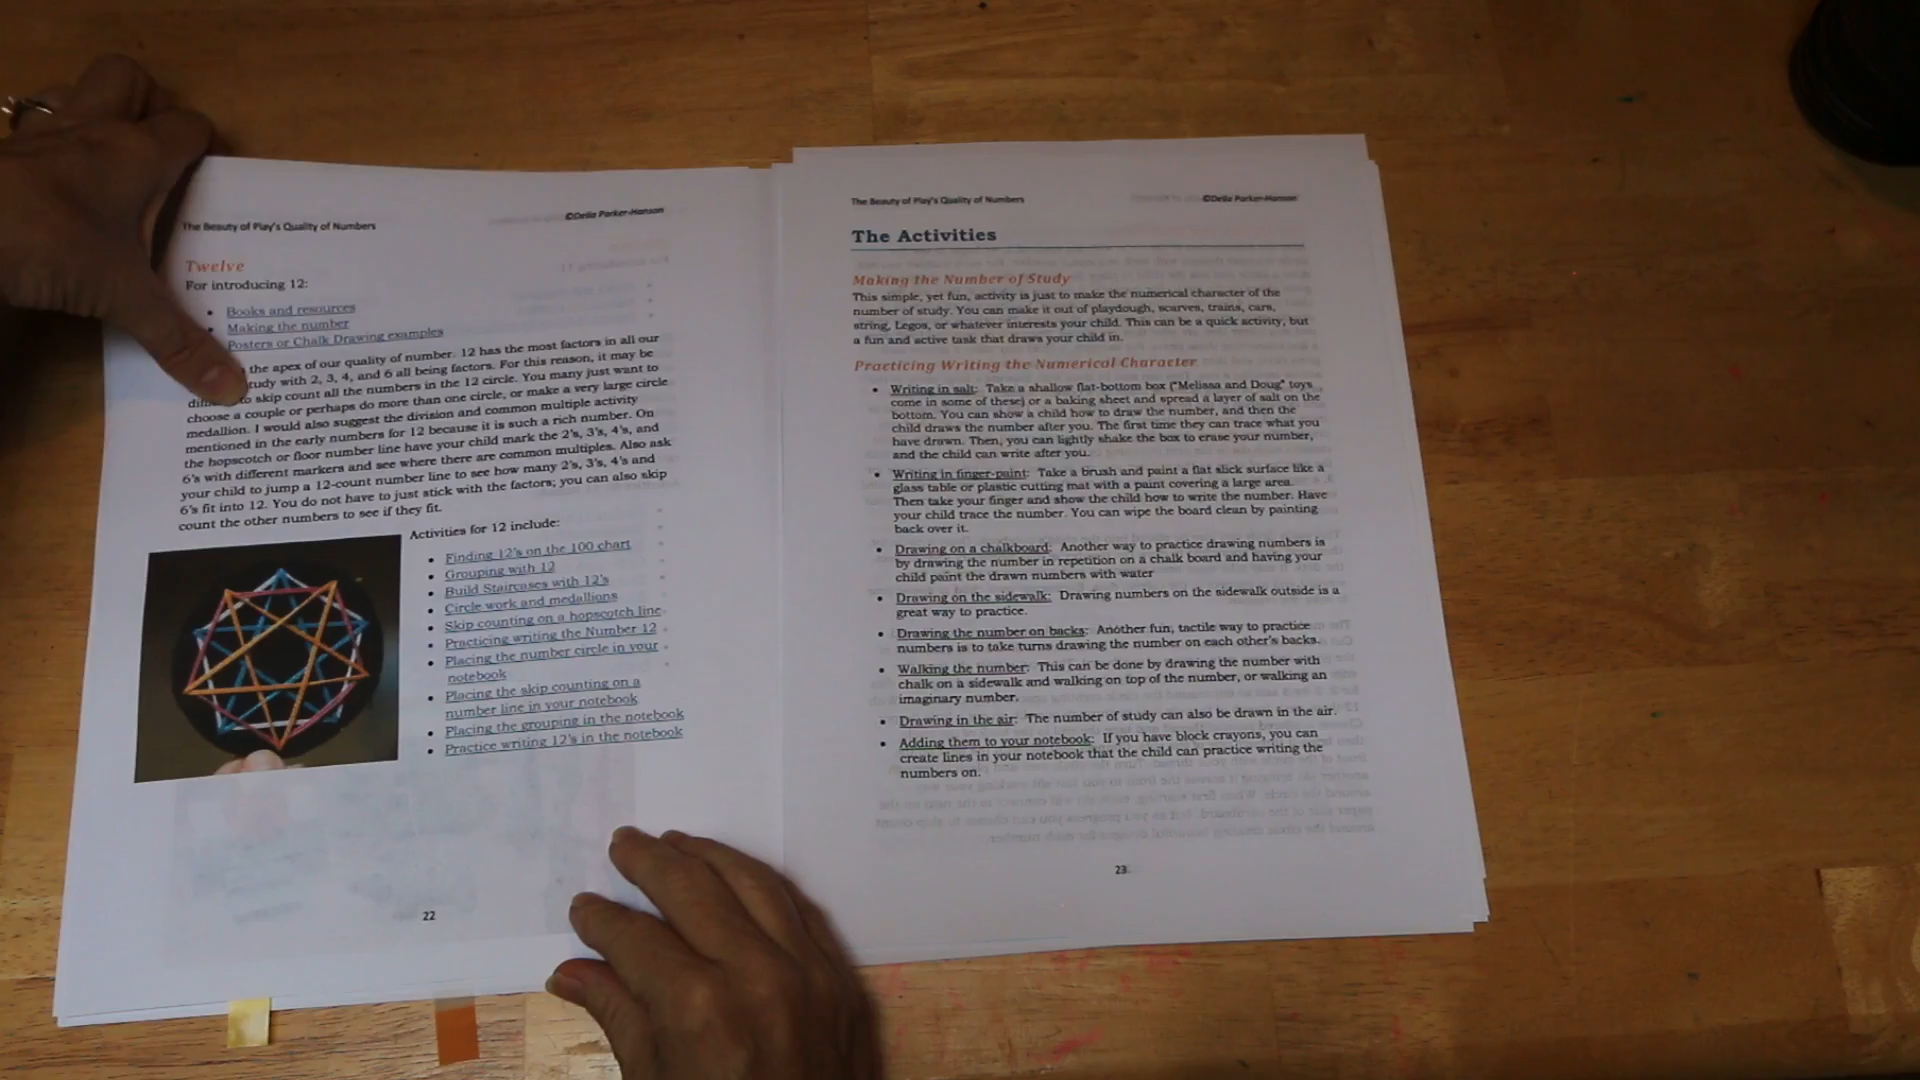 The Beauty of Play's Quality of Numbers ©Delia Parker-Hanson
Twelve
For introducing 12:
• Books and resources
• Making the number
Posters or Chalk Drawing examples
the apex of our quality of number. 12 has the most factors in all our
tudy with 2, 3, 4, and 6 all being factors. For this reason, it may be
to skip count all the numbers in the 12 circle. You many just want to
choose a couple or perhaps do more than one circle, or make a very large circle
medallion. I would also suggest the division and common multiple activity
mentioned in the early numbers for 12 because it is such a rich number. On
the hopscotch or floor number line have your child mark the 2's, 3's, 4's, and
6's with different markers and see where there are common multiples. Also ask
your child to jump a 12-count number line to see how many 2's, 3's, 4's and
6's fit into 12. You do not have to just stick with the factors; you can also skip
count the other numbers to see if they fit.
Activities for 12 include:
• Finding 12's on the 100 chart
• Grouping with 12
• Build Staircases with 12's
• Circle work and medallions
• Skip counting on a hopscotch line
• Practicing writing the Number 12
• Placing the number circle in your
notebook
• Placing the skip counting on a
number line in your notebook
• Placing the grouping in the notebook
• Practice writing 12's in the notebook
22
The Beauty of Play's Quality of Numbers ©Delia Parker-Hanson
The Activities
Making the Number of Study
This simple, yet fun, activity is just to make the numerical character of the
number of study. You can make it out of playdough, scarves, trains, cars,
string, Legos, or whatever interests your child. This can be a quick activity, but
a fun and active task that draws your child in.
Practicing Writing the Numerical Character
• Writing in salt: Take a shallow flat-bottom box ("Melissa and Doug" toys
come in some of these) or a baking sheet and spread a layer of salt on the
bottom. You can show a child how to draw the number, and then the
child draws the number after you. The first time they can trace what you
have drawn. Then, you can lightly shake the box to erase your number,
and the child can write after you.
• Writing in finger-paint: Take a brush and paint a flat slick surface like a
glass table or plastic cutting mat with a paint covering a large area.
Then take your finger and show the child how to write the number. Have
your child trace the number. You can wipe the board clean by painting
back over it.
• Drawing on a chalkboard: Another way to practice drawing numbers is
by drawing the number in repetition on a chalk board and having your
child paint the drawn numbers with water
• Drawing on the sidewalk: Drawing numbers on the sidewalk outside is a
great way to practice.
• Drawing the number on backs: Another fun, tactile way to practice
numbers is to take turns drawing the number on each other's backs.
• Walking the number: This can be done by drawing the number with
chalk on a sidewalk and walking on top of the number, or walking an
imaginary number.
• Drawing in the air: The number of study can also be drawn in the air.
• Adding them to your notebook: If you have block crayons, you can
create lines in your notebook that the child can practice writing the
numbers on.
23